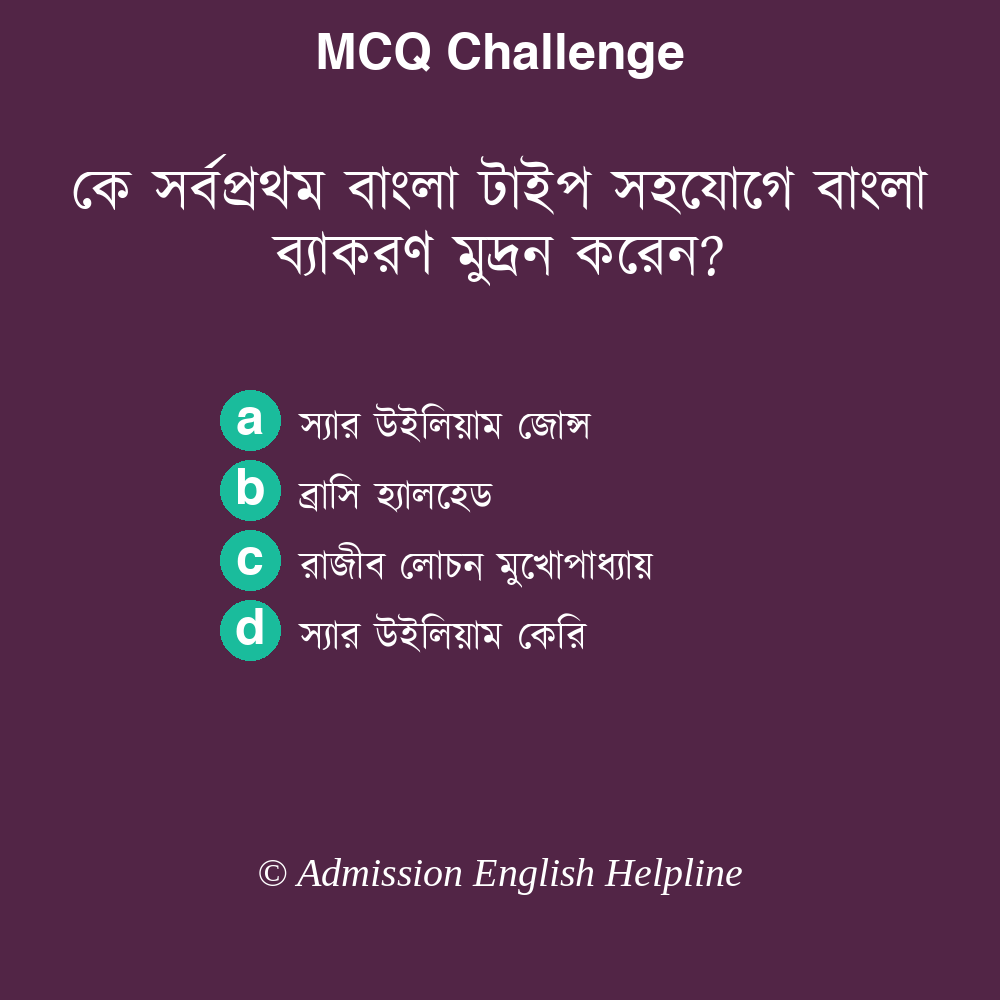 MCQ Challenge
কে সর্বপ্রথম বাংলা টাইপ সহযোগে বাংলা
ব্যাকরণ মুদ্রন করেন?
a স্যার উইলিয়াম জোন্স
b ব্রাসি হ্যালহেড
c রাজীব লোচন মুখোপাধ্যায়
d স্যার উইলিয়াম কেরি
© Admission English Helpline